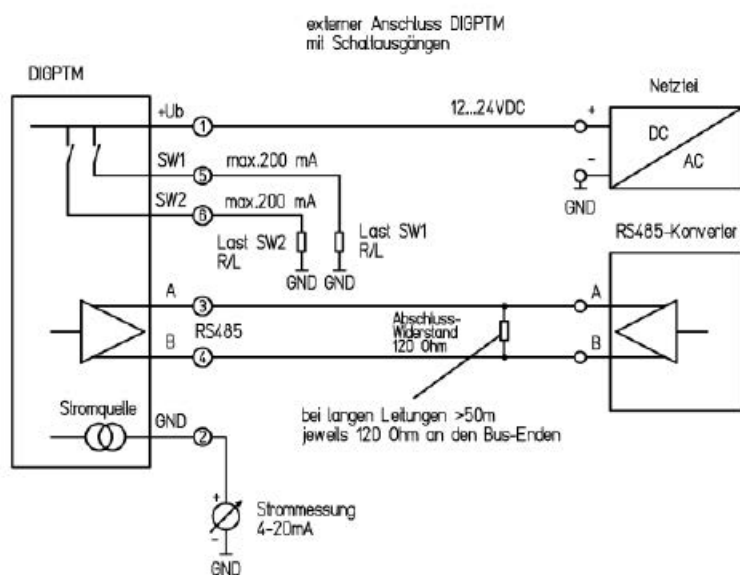 externer Anschluss DIGPTM
mit Schaltausgängen
DIGPTM
Netzteil
+Ub
1
12...24VDC
+
DC
AC
-
GND
SW1
5
max.200 mA
SW2
6
max.200 mA
Last SW2
R/L
GND
Last SW1
R/L
GND
RS485-Konverter
A
3
A
RS485
Abschluss-
Widerstand
120 Ohm
B
4
B
bei langen Leitungen >50m
jeweils 120 Ohm an den Bus-Enden
Stromquelle
GND
2
+
-
Strommessung
4-20mA
GND